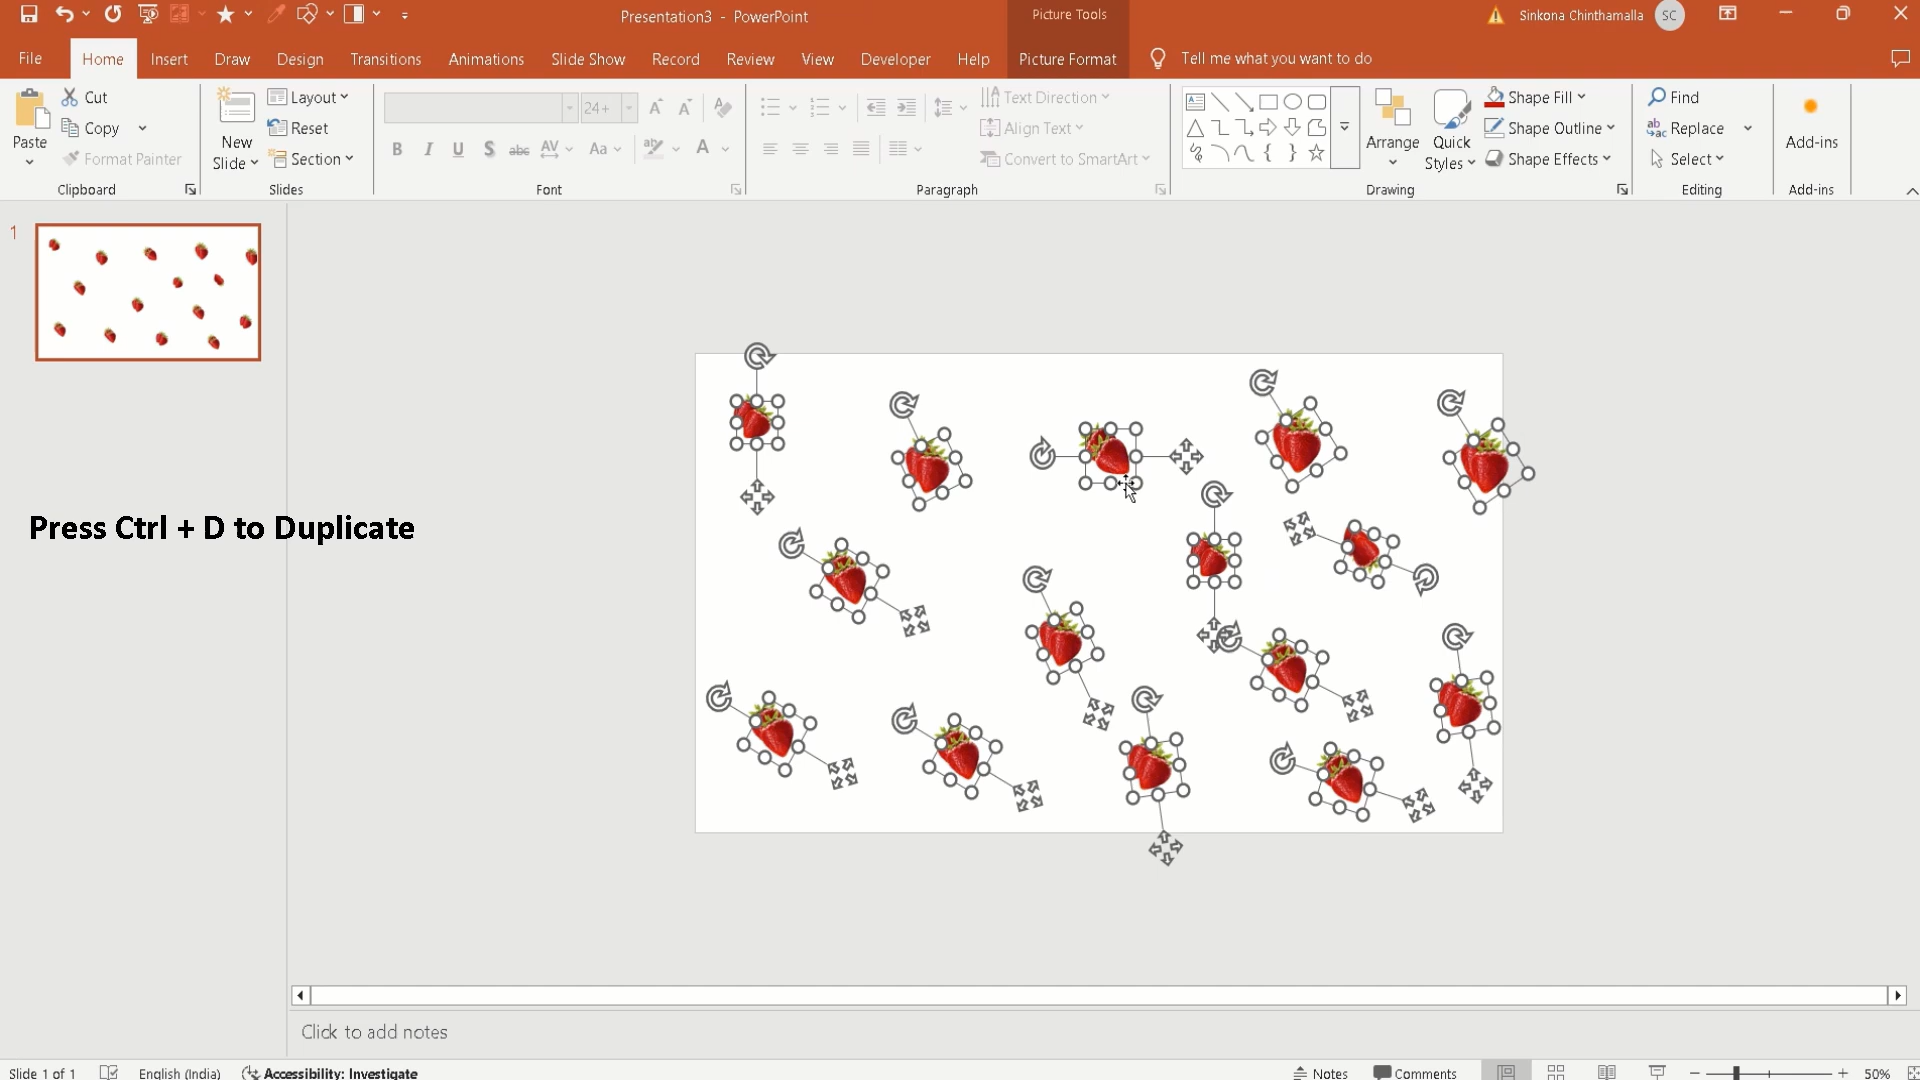 Presentation3 - PowerPoint
Picture Tools
Sinkona Chinthamalla
SC
File
Home
Insert
Draw
Design
Transitions
Animations
Slide Show
Record
Review
View
Developer
Help
Picture Format
Tell me what you want to do
Paste
Cut
Copy
Format Painter
Clipboard
New
Slide
Layout
Reset
Section
Slides
24+
B I U S abc AV Aa A
Font
Text Direction
Align Text
Convert to SmartArt
Paragraph
Arrange
Quick
Styles
Shape Fill
Shape Outline
Shape Effects
Drawing
Find
Replace
Select
Editing
Add-ins
Add-ins
1
Press Ctrl + D to Duplicate
Click to add notes
Slide 1 of 1
English (India)
Accessibility: Investigate
Notes
Comments
50%